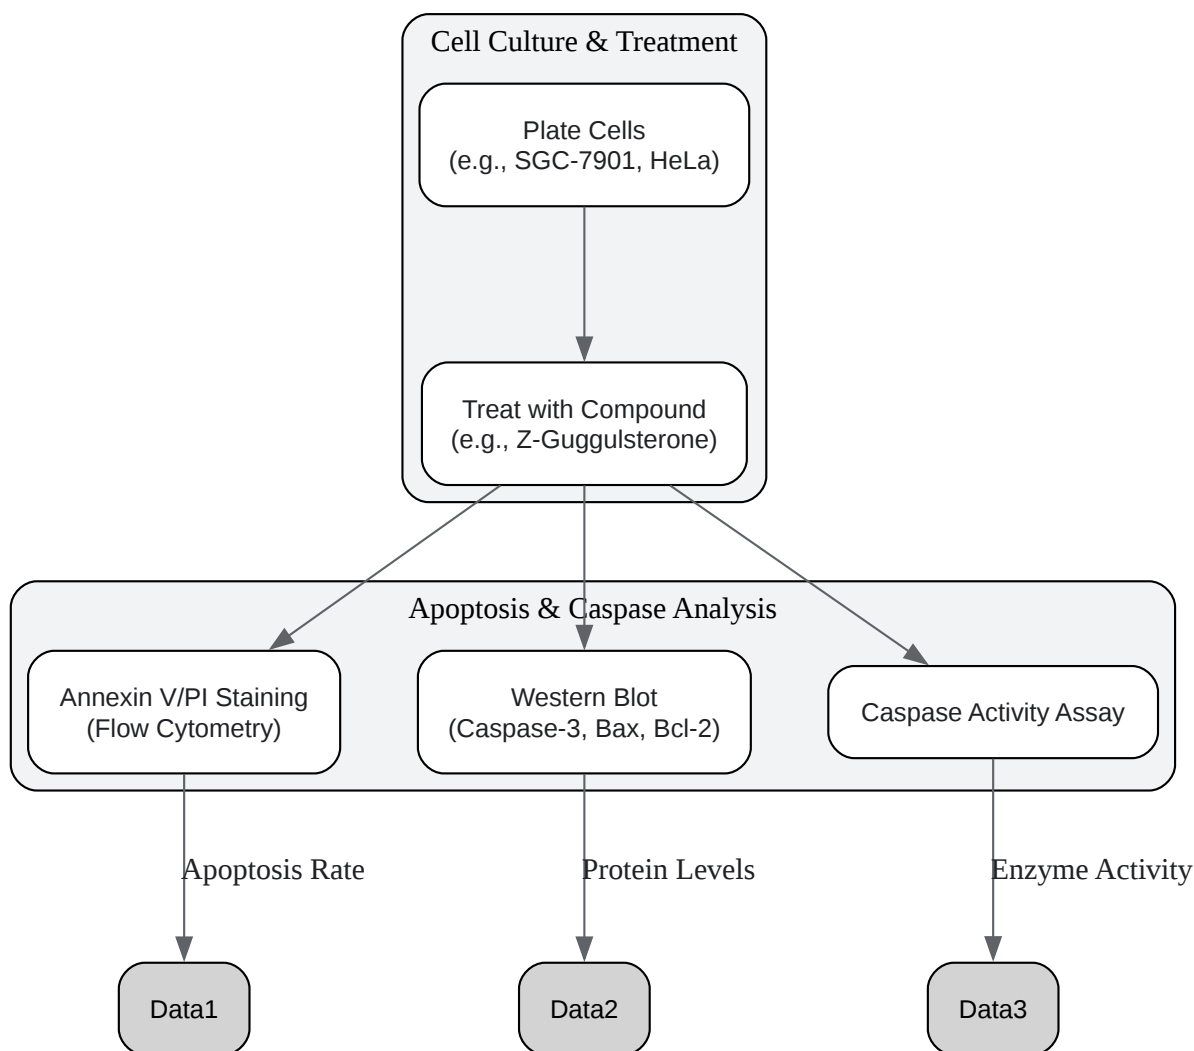 Cell Culture & Treatment
Plate Cells
(e.g., SGC-7901, HeLa)
Treat with Compound
(e.g., Z-Guggulsterone)
Apoptosis & Caspase Analysis
Annexin V/PI Staining
(Flow Cytometry)
Western Blot
(Caspase-3, Bax, Bcl-2)
Caspase Activity Assay
Apoptosis Rate
Protein Levels
Enzyme Activity
Data1
Data2
Data3